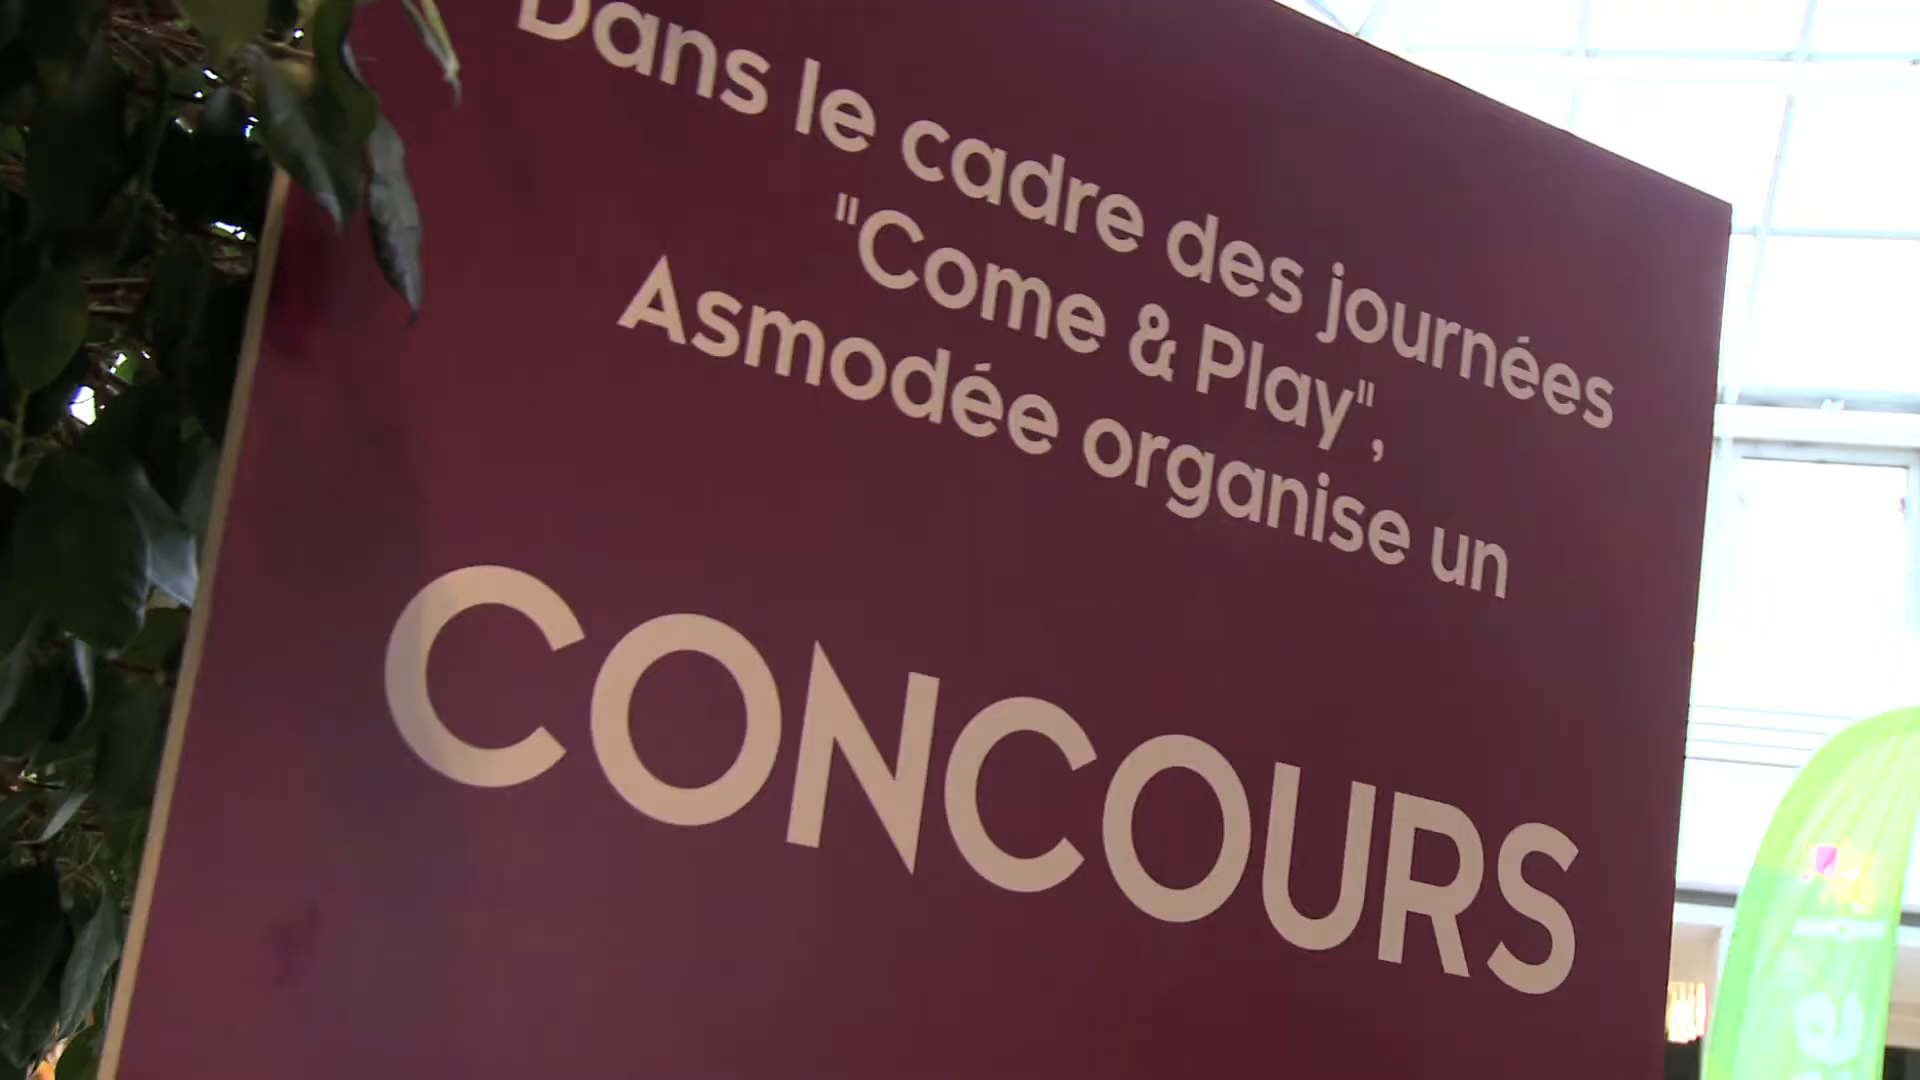 Dans le cadre des journées
"Come & Play",
Asmodée organise un
CONCOURS